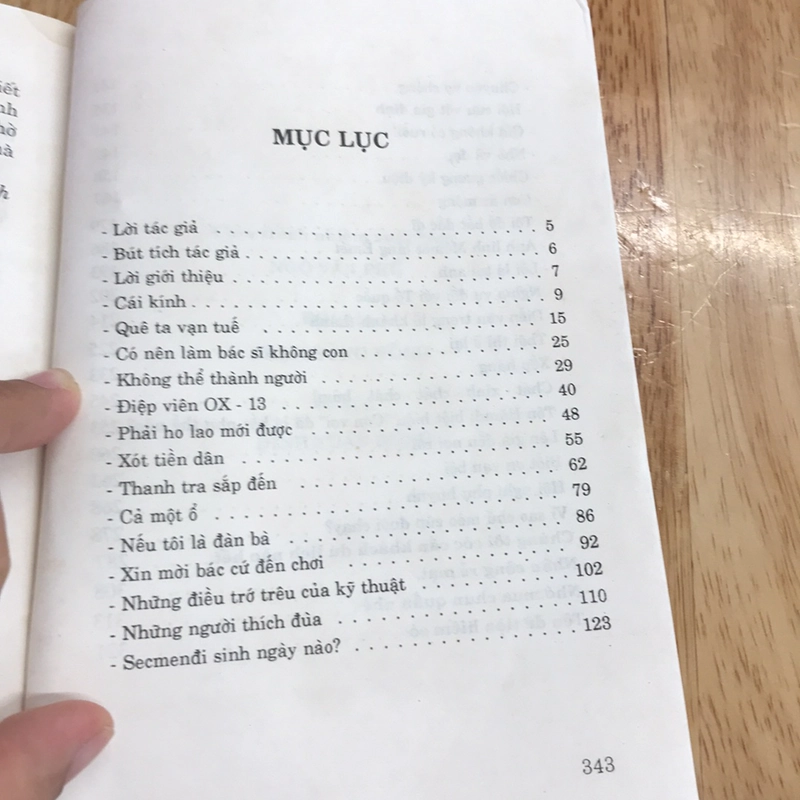 iết
nh
hờ
uà
h
MỤC LỤC
- Lời tác giả . . . . . . . . . . . . . . . . . . . . . . . 5
- Bút tích tác giả . . . . . . . . . . . . . . . . . . . . . 6
- Lời giới thiệu . . . . . . . . . . . . . . . . . . . . . . 7
- Cái kính . . . . . . . . . . . . . . . . . . . . . . . . . 9
- Quê ta vạn tuế . . . . . . . . . . . . . . . . . . . . 15
- Có nên làm bác sĩ không con . . . . . . . . . . . . 25
- Không thể thành người . . . . . . . . . . . . . . . 29
- Điệp viên OX - 13 . . . . . . . . . . . . . . . . . . 40
- Phải ho lao mới được . . . . . . . . . . . . . . . . 48
- Xót tiền dân . . . . . . . . . . . . . . . . . . . . . 55
- Thanh tra sắp đến . . . . . . . . . . . . . . . . . 62
- Cả một ổ . . . . . . . . . . . . . . . . . . . . . . . 79
- Nếu tôi là đàn bà . . . . . . . . . . . . . . . . . . 86
- Xin mời bác cứ đến chơi . . . . . . . . . . . . . . 92
- Những điều trớ trêu của kỹ thuật . . . . . . . . . 102
- Những người thích đùa . . . . . . . . . . . . . . . 110
- Secmenđi sinh ngày nào? . . . . . . . . . . . . . . 123
343